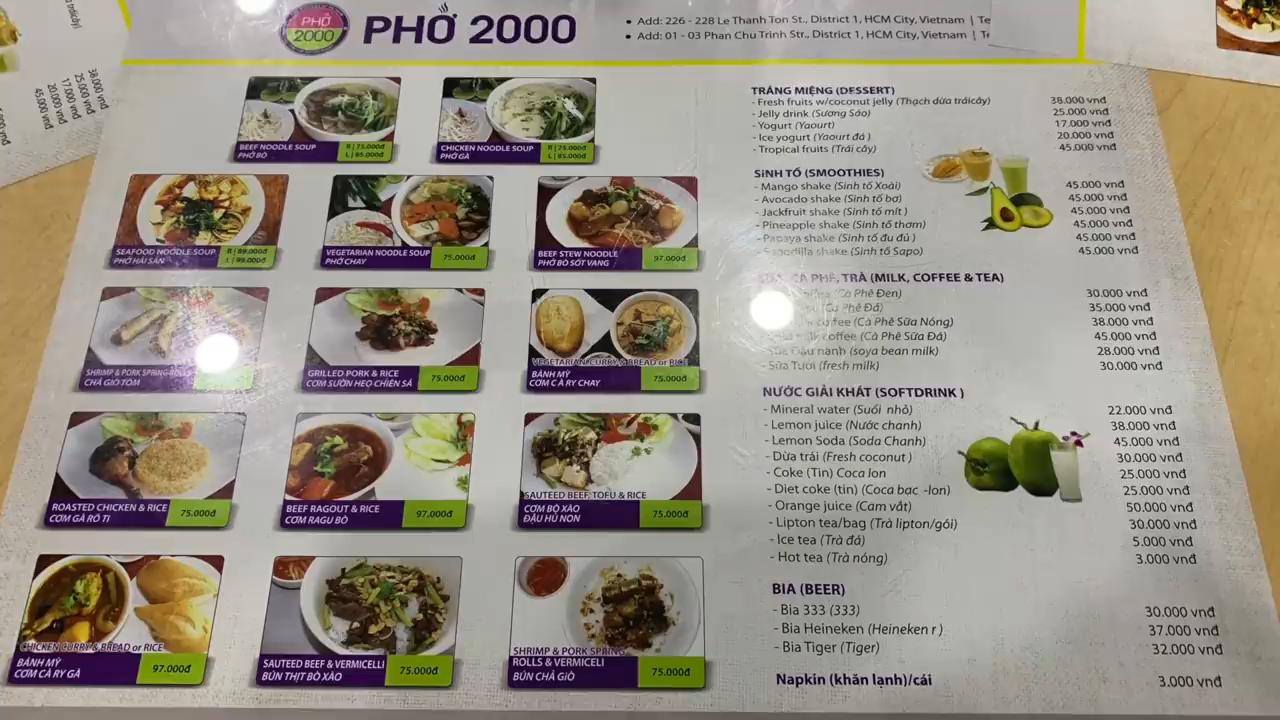 PHỞ
2000
PHỞ 2000
• Add: 226 - 228 Le Thanh Ton St., District 1, HCM City, Vietnam | Te
• Add: 01 - 03 Phan Chu Trinh Str., District 1, HCM City, Vietnam | Te
38.000 vnđ
25.000 vnđ
17.000 vnđ
20.000 vnđ
45.000 vnđ
BEEF NOODLE SOUP
PHỞ BÒ
R | 75.000đ
L | 85.000đ
CHICKEN NOODLE SOUP
PHỞ GÀ
R | 75.000đ
L | 85.000đ
SEAFOOD NOODLE SOUP
PHỞ HẢI SẢN
R | 89.000đ
L | 99.000đ
VEGETARIAN NOODLE SOUP
PHỞ CHAY
75.000đ
BEEF STEW NOODLE
PHỞ BÒ SỐT VANG
97.000đ
SHRIMP & PORK SPRING ROLLS
CHẢ GIÒ TÔM
GRILLED PORK & RICE
CƠM SƯỜN HEO CHIÊN SẢ
75.000đ
VEGETARIAN CURRY & BREAD or RICE
BÁNH MỲ
CƠM CÀ RY CHAY
75.000đ
ROASTED CHICKEN & RICE
CƠM GÀ RÔ TI
75.000đ
BEEF RAGOUT & RICE
CƠM RAGU BÒ
97.000đ
SAUTEED BEEF, TOFU & RICE
CƠM BÒ XÀO
ĐẬU HŨ NON
75.000đ
CHICKEN CURRY & BREAD or RICE
BÁNH MỲ
CƠM CÀ RY GÀ
97.000đ
SAUTEED BEEF & VERMICELLI
BÚN THỊT BÒ XÀO
75.000đ
SHRIMP & PORK SPRING
ROLLS & VERMICELI
BÚN CHẢ GIÒ
75.000đ
TRÁNG MIỆNG (DESSERT)
- Fresh fruits w/coconut jelly (Thạch dừa tráicây) 38.000 vnđ
- Jelly drink (Sương Sáo) 25.000 vnđ
- Yogurt (Yaourt) 17.000 vnđ
- Ice yogurt (Yaourt đá ) 20.000 vnđ
- Tropical fruits (Trái cây) 45.000 vnđ
SINH TỐ (SMOOTHIES)
- Mango shake (Sinh tố Xoài) 45.000 vnđ
- Avocado shake (Sinh tố bơ) 45.000 vnđ
- Jackfruit shake (Sinh tố mít ) 45.000 vnđ
- Pineapple shake (Sinh tố thơm) 45.000 vnđ
- Papaya shake (Sinh tố đu đủ ) 45.000 vnđ
shake (Sinh tố Sapo) 45.000 vnđ
CÀ PHÊ, TRÀ (MILK, COFFEE & TEA)
(Cà Phê Đen) 30.000 vnđ
(Cà Phê Đá) 35.000 vnđ
coffee (Cà Phê Sữa Nóng) 38.000 vnđ
coffee (Cà Phê Sữa Đá) 45.000 vnđ
- Sữa Đậu nành (soya bean milk) 28.000 vnđ
- Sữa Tươi (fresh milk) 30.000 vnđ
NƯỚC GIẢI KHÁT (SOFTDRINK )
- Mineral water (Suối nhỏ) 22.000 vnđ
- Lemon juice (Nước chanh) 38.000 vnđ
- Lemon Soda (Soda Chanh) 45.000 vnđ
- Dừa trái (Fresh coconut ) 30.000 vnđ
- Coke (Tin) Coca lon 25.000 vnđ
- Diet coke (tin) (Coca bạc -lon) 25.000 vnđ
- Orange juice (Cam vắt) 50.000 vnđ
- Lipton tea/bag (Trà lipton/gói) 30.000 vnđ
- Ice tea (Trà đá) 5.000 vnđ
- Hot tea (Trà nóng) 3.000 vnđ
BIA (BEER)
- Bia 333 (333) 30.000 vnđ
- Bia Heineken (Heineken r ) 37.000 vnđ
- Bia Tiger (Tiger) 32.000 vnđ
Napkin (khăn lạnh)/cái 3.000 vnđ